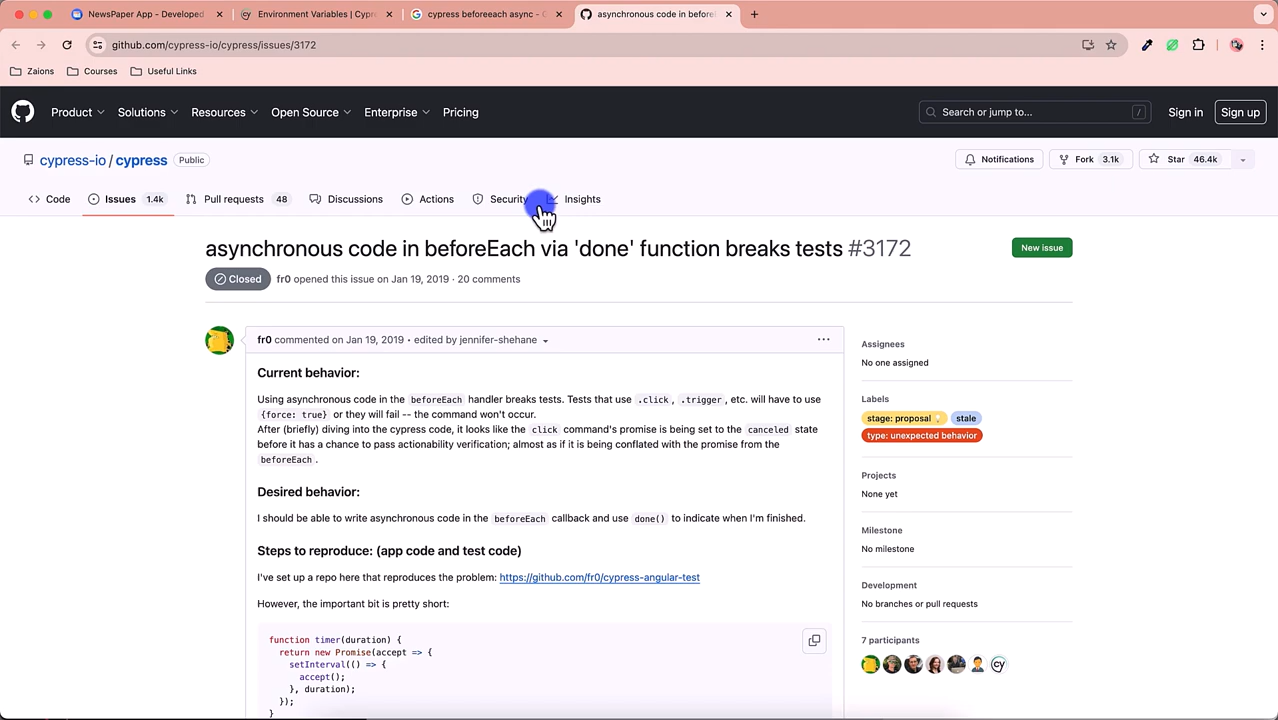 NewsPaper App - Developed
Environment Variables | Cypr
cypress beforeeach async - G
asynchronous code in before
github.com/cypress-io/cypress/issues/3172
Zaions
Courses
Useful Links
Product
Solutions
Resources
Open Source
Enterprise
Pricing
Search or jump to...
/
Sign in
Sign up
cypress-io / cypress
Public
Notifications
Fork 3.1k
Star 46.4k
Code
Issues 1.4k
Pull requests 48
Discussions
Actions
Security
Insights
asynchronous code in beforeEach via 'done' function breaks tests #3172
New issue
Closed
fr0 opened this issue on Jan 19, 2019 · 20 comments
fr0 commented on Jan 19, 2019 • edited by jennifer-shehane
Current behavior:
Using asynchronous code in the beforeEach handler breaks tests. Tests that use .click, .trigger, etc. will have to use
{force: true} or they will fail -- the command won't occur.
After (briefly) diving into the cypress code, it looks like the click command's promise is being set to the canceled state
before it has a chance to pass actionability verification; almost as if it is being conflated with the promise from the
beforeEach.
Desired behavior:
I should be able to write asynchronous code in the beforeEach callback and use done() to indicate when I'm finished.
Steps to reproduce: (app code and test code)
I've set up a repo here that reproduces the problem: https://github.com/fr0/cypress-angular-test
However, the important bit is pretty short:
function timer(duration) {
return new Promise(accept => {
setInterval(() => {
accept();
}, duration);
});
}
Assignees
No one assigned
Labels
stage: proposal
stale
type: unexpected behavior
Projects
None yet
Milestone
No milestone
Development
No branches or pull requests
7 participants
cy